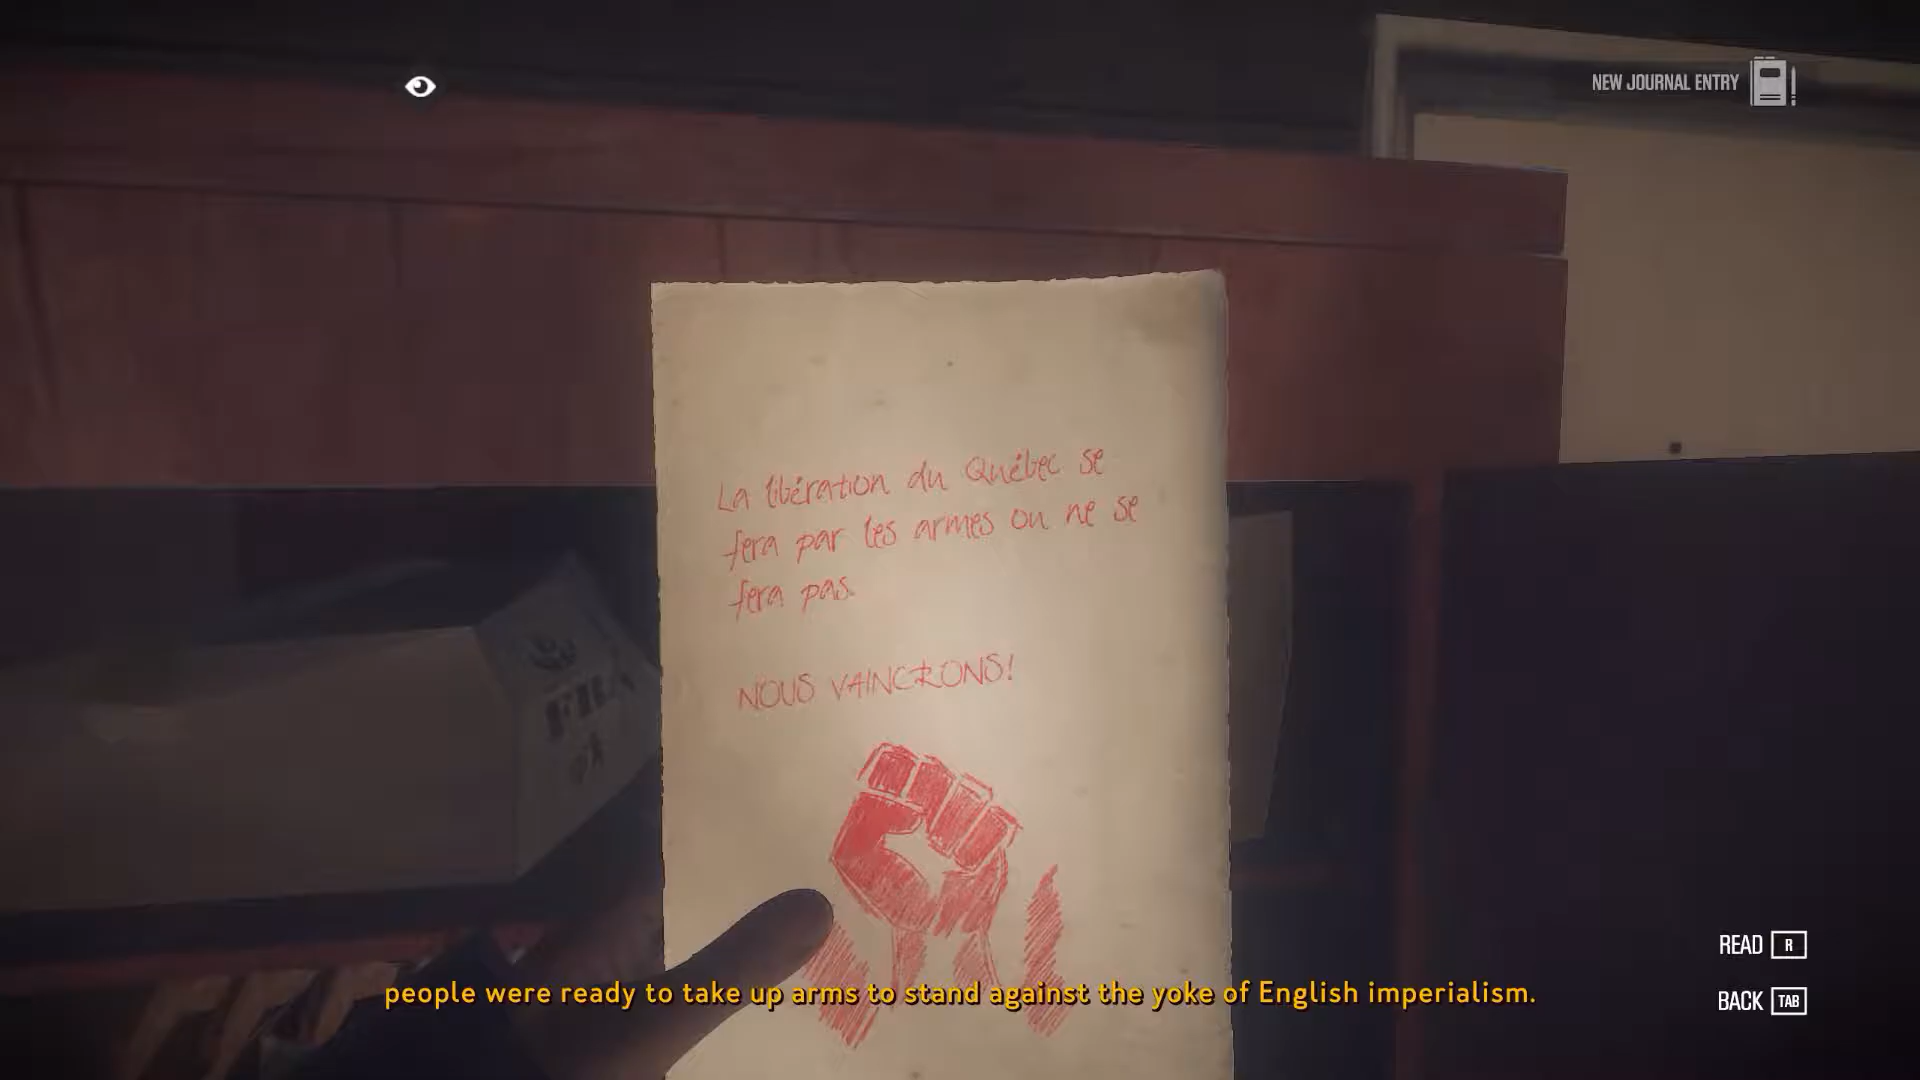 NEW JOURNAL ENTRY
La libération du Québec se
fera par les armes ou ne se
fera pas.
NOUS VAINCRONS!
READ R
people were ready to take up arms to stand against the yoke of English imperialism.
BACK TAB